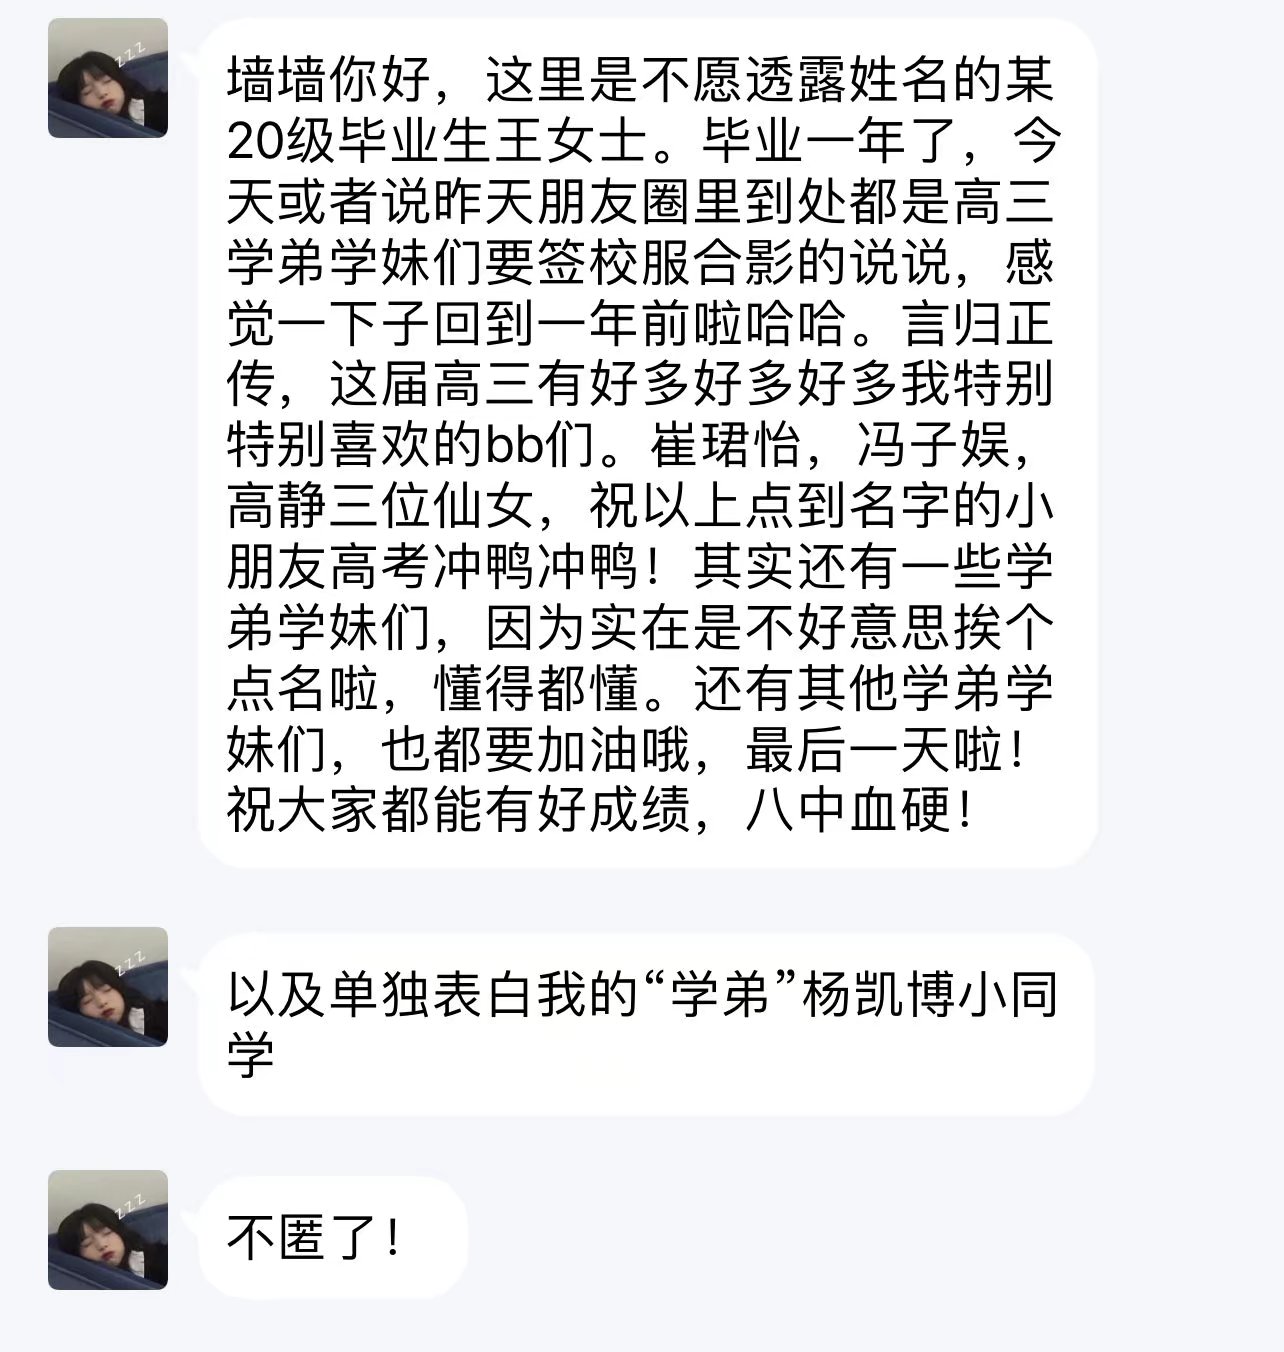 墙墙你好，这里是不愿透露姓名的某
20级毕业生王女士。毕业一年了，今
天或者说昨天朋友圈里到处都是高三
学弟学妹们要签校服合影的说说，感
觉一下子回到一年前啦哈哈。言归正
传，这届高三有好多好多好多我特别
特别喜欢的bb们。崔珺怡，冯子娱，
高静三位仙女，祝以上点到名字的小
朋友高考冲鸭冲鸭！其实还有一些学
弟学妹们，因为实在是不好意思挨个
点名啦，懂得都懂。还有其他学弟学
妹们，也都要加油哦，最后一天啦！
祝大家都能有好成绩，八中血硬！
以及单独表白我的“学弟”杨凯博小同
学
不匿了！
zzz
zzz
zzz